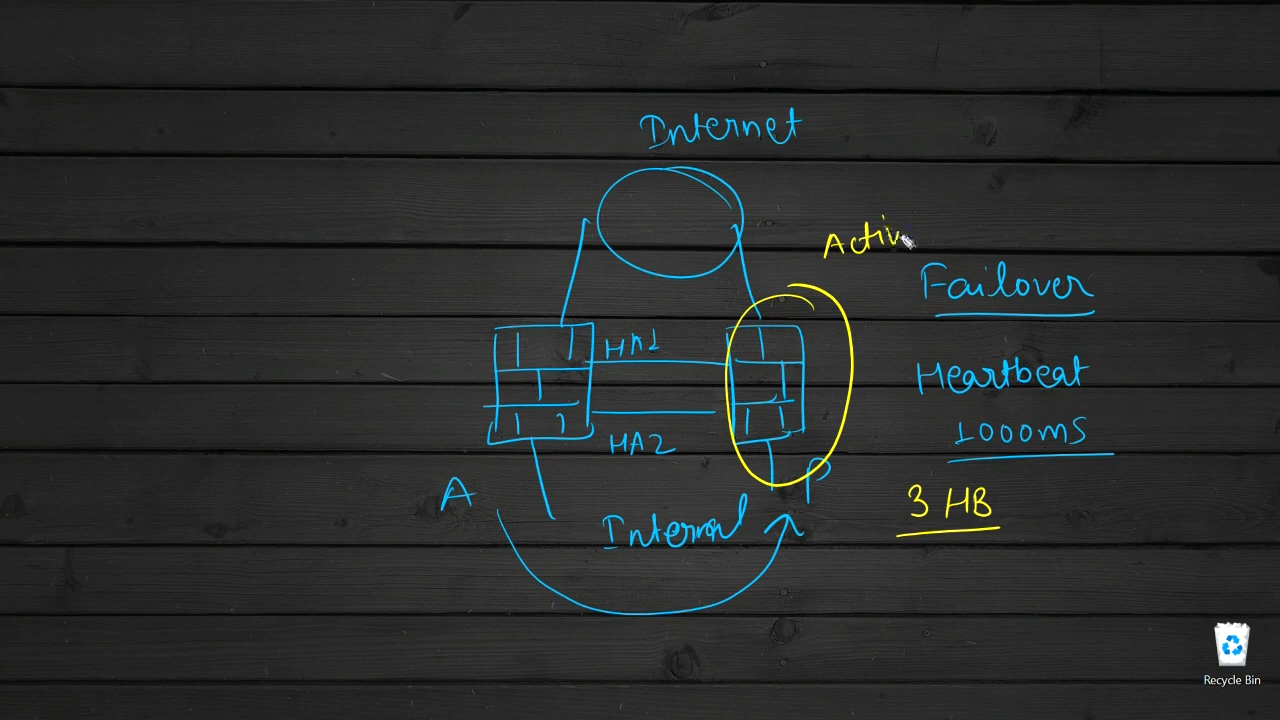 Internet
Activ
Failover
HA1
Heartbeat
1000ms
HA2
A
P
3 HB
Internal
Recycle Bin